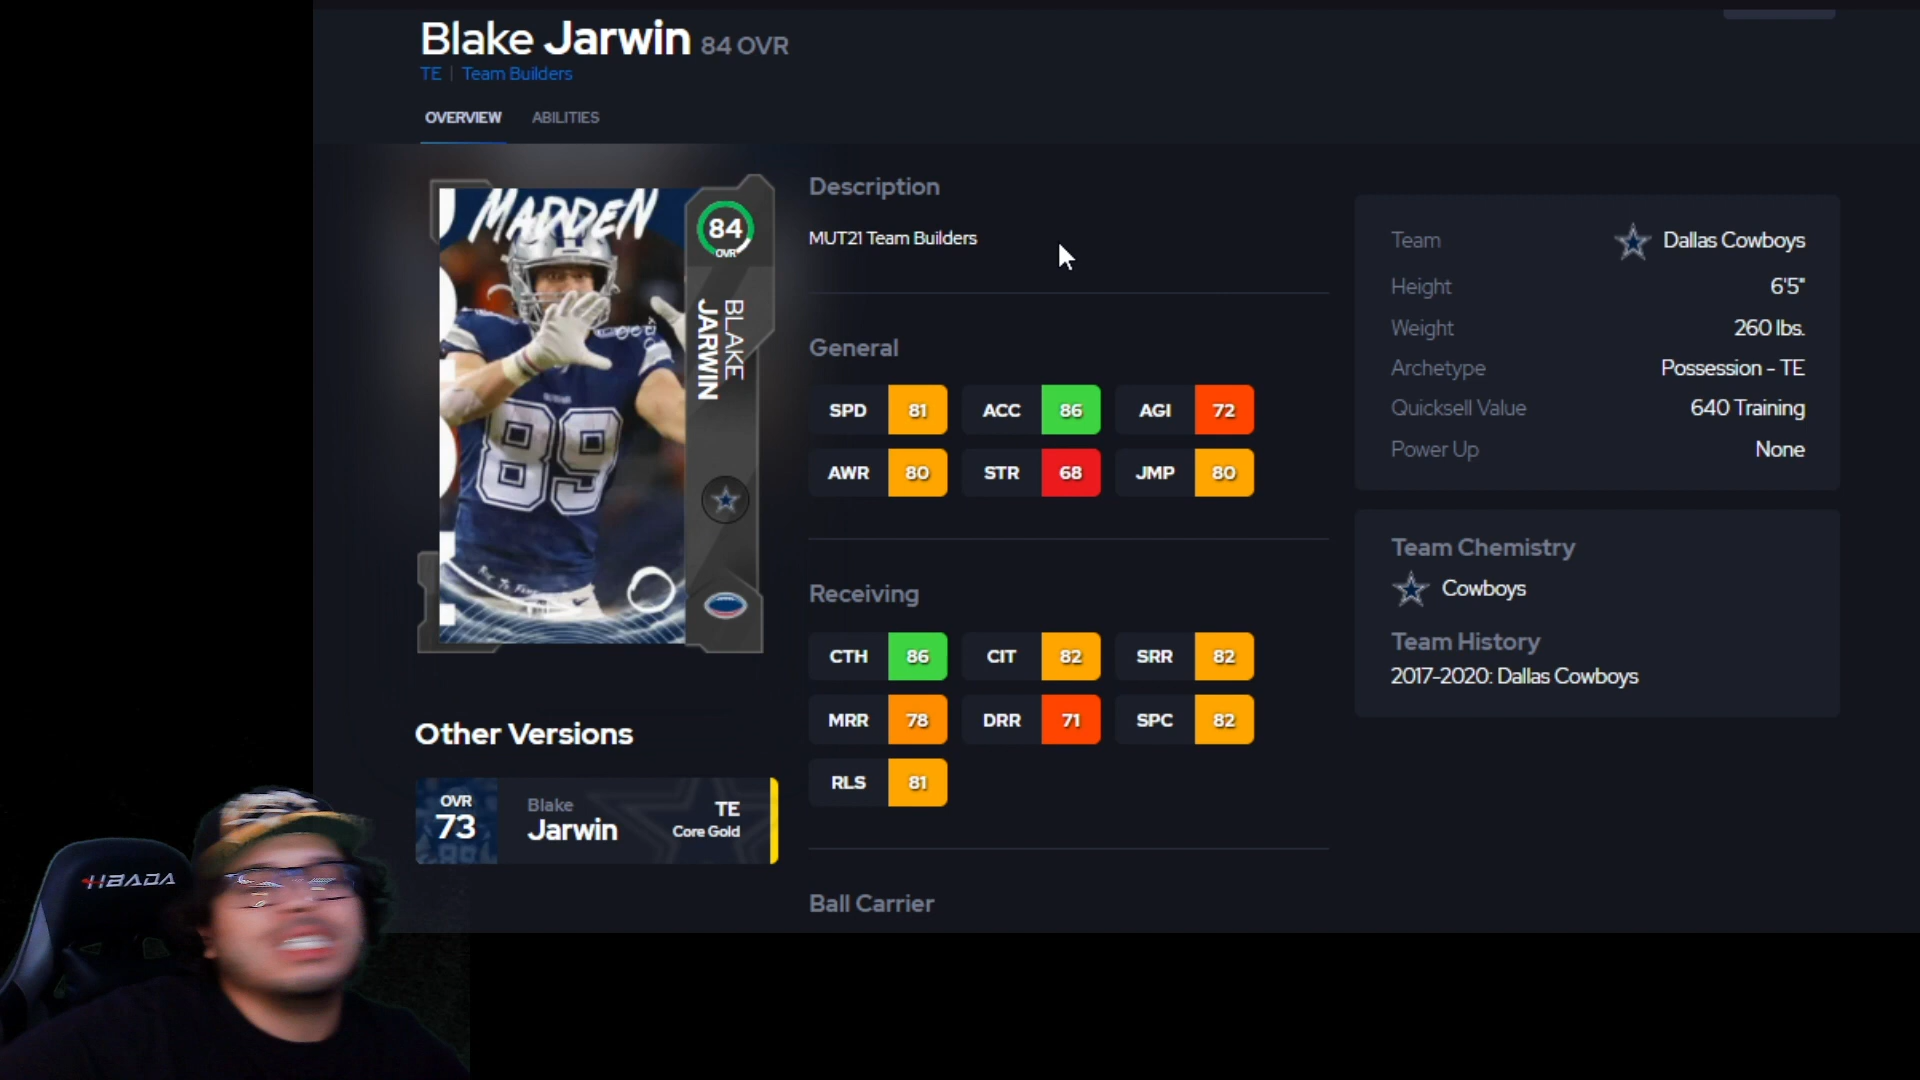 Blake Jarwin 84 OVR
TE | Team Builders
OVERVIEW ABILITIES
MADDEN
84
OVR
BLAKE
JARWIN
89
Description
MUT21 Team Builders
General
SPD 81 ACC 86 AGI 72
AWR 80 STR 68 JMP 80
Receiving
CTH 86 CIT 82 SRR 82
MRR 78 DRR 71 SPC 82
RLS 81
Ball Carrier
Team Dallas Cowboys
Height 6'5"
Weight 260 lbs.
Archetype Possession - TE
Quicksell Value 640 Training
Power Up None
Team Chemistry
Cowboys
Team History
2017-2020: Dallas Cowboys
Other Versions
OVR
73
Blake
Jarwin
TE
Core Gold
HBADA